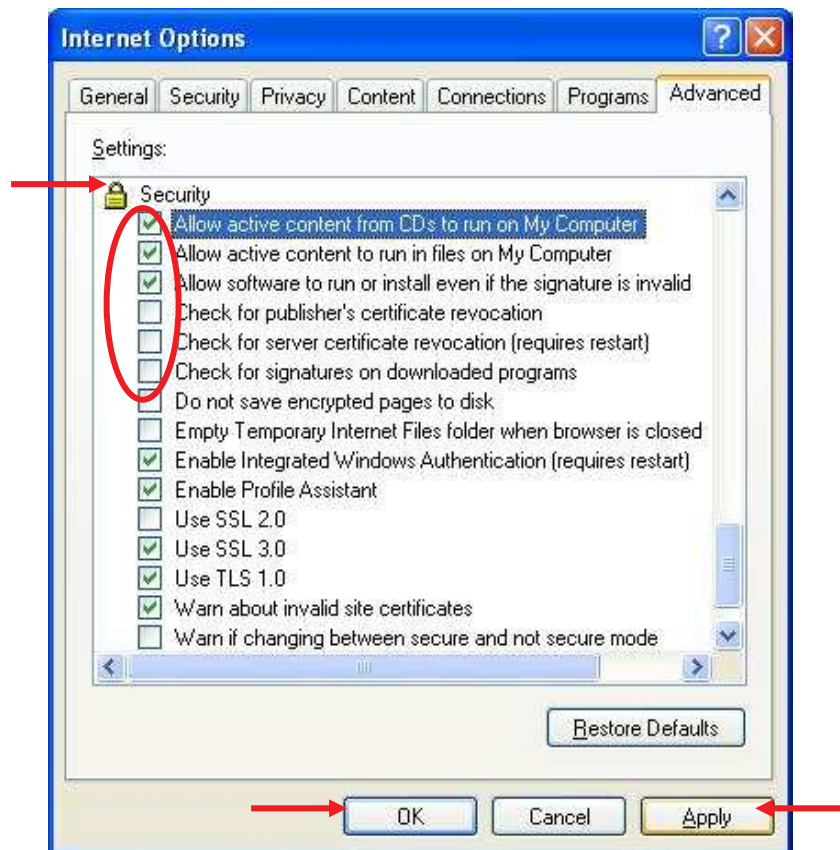 Internet Options
General Security Privacy Content Connections Programs Advanced
Settings:
Security
Allow active content from CDs to run on My Computer
Allow active content to run in files on My Computer
Allow software to run or install even if the signature is invalid
Check for publisher's certificate revocation
Check for server certificate revocation (requires restart)
Check for signatures on downloaded programs
Do not save encrypted pages to disk
Empty Temporary Internet Files folder when browser is closed
Enable Integrated Windows Authentication (requires restart)
Enable Profile Assistant
Use SSL 2.0
Use SSL 3.0
Use TLS 1.0
Warn about invalid site certificates
Warn if changing between secure and not secure mode
Restore Defaults
OK Cancel Apply